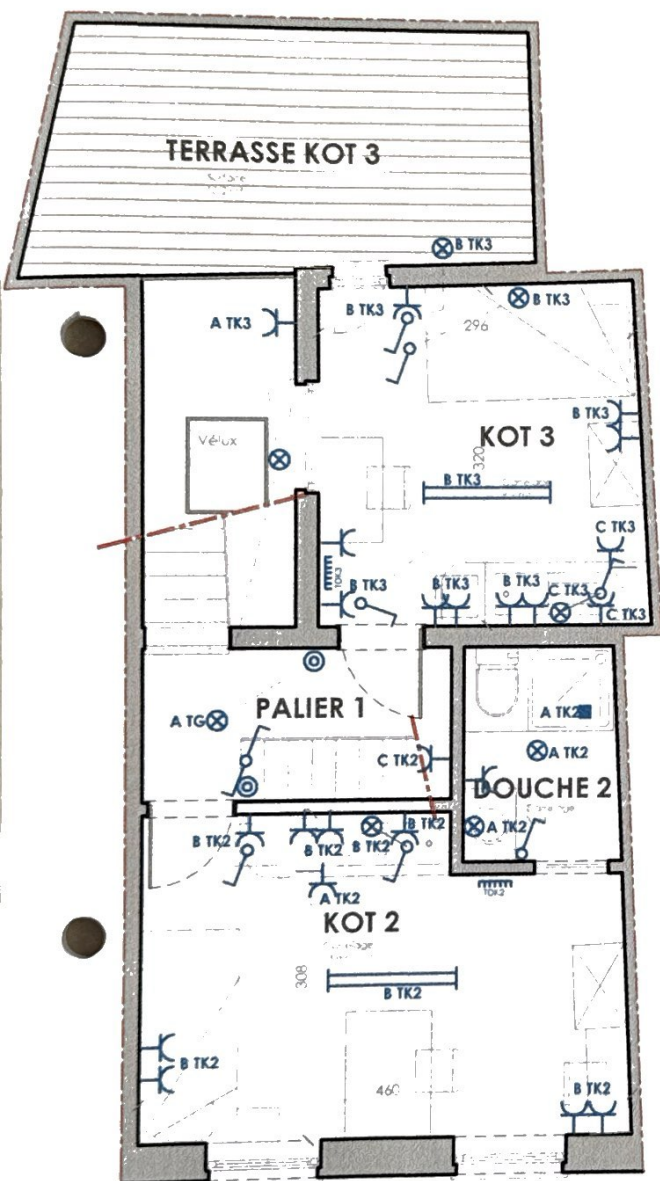 TERRASSE KOT 3
B TK3
A TK3
B TK3
B TK3
296
B TK3
KOT 3
Vélux
320
B TK3
C TK3
TDK3
B TK3
B TK3
B TK3
C TK3
C TK3
A TG
PALIER 1
C TK2
A TK2
A TK2
DOUCHE 2
A TK2
B TK2
B TK2
B TK2
B TK2
A TK2
TDK2
KOT 2
308
B TK2
B TK2
460
B TK2